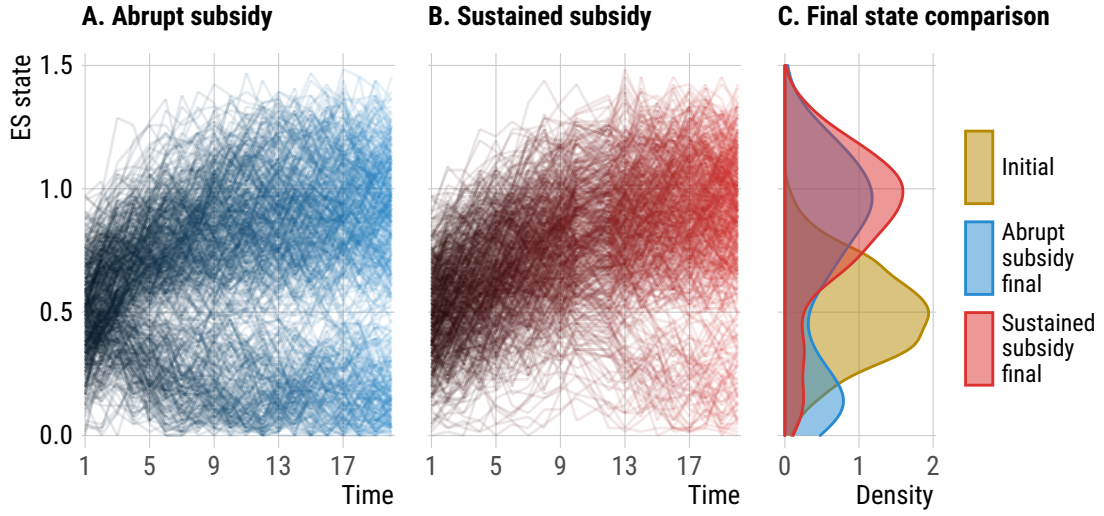 A. Abrupt subsidy
B. Sustained subsidy
C. Final state comparison
ES state
1.5
1.0
0.5
0.0
1 5 9 13 17
Time
1 5 9 13 17
Time
0 1 2
Density
Initial
Abrupt
subsidy
final
Sustained
subsidy
final